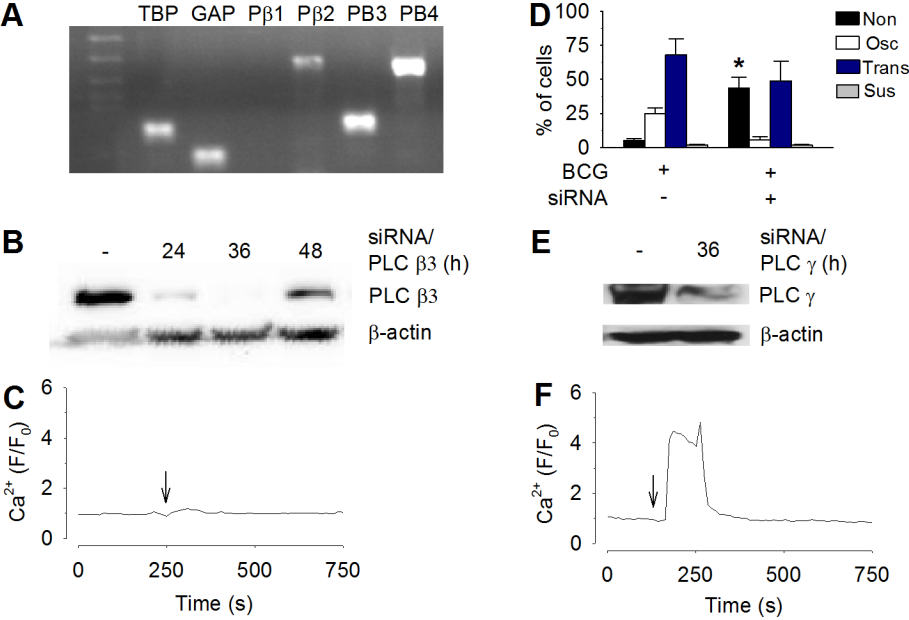 A
TBP GAP Pβ1 Pβ2 PB3 PB4
B
- 24 36 48
siRNA/
PLC β3 (h)
PLC β3
β-actin
C
Ca2+ (F/F0)
6
4
2
0
0 250 500 750
Time (s)
D
% of cells
100
75
50
25
0
*
Non
Osc
Trans
Sus
BCG + +
siRNA - +
E
- 36
siRNA/
PLC γ (h)
PLC γ
β-actin
F
Ca2+ (F/F0)
6
4
2
0
0 250 500 750
Time (s)